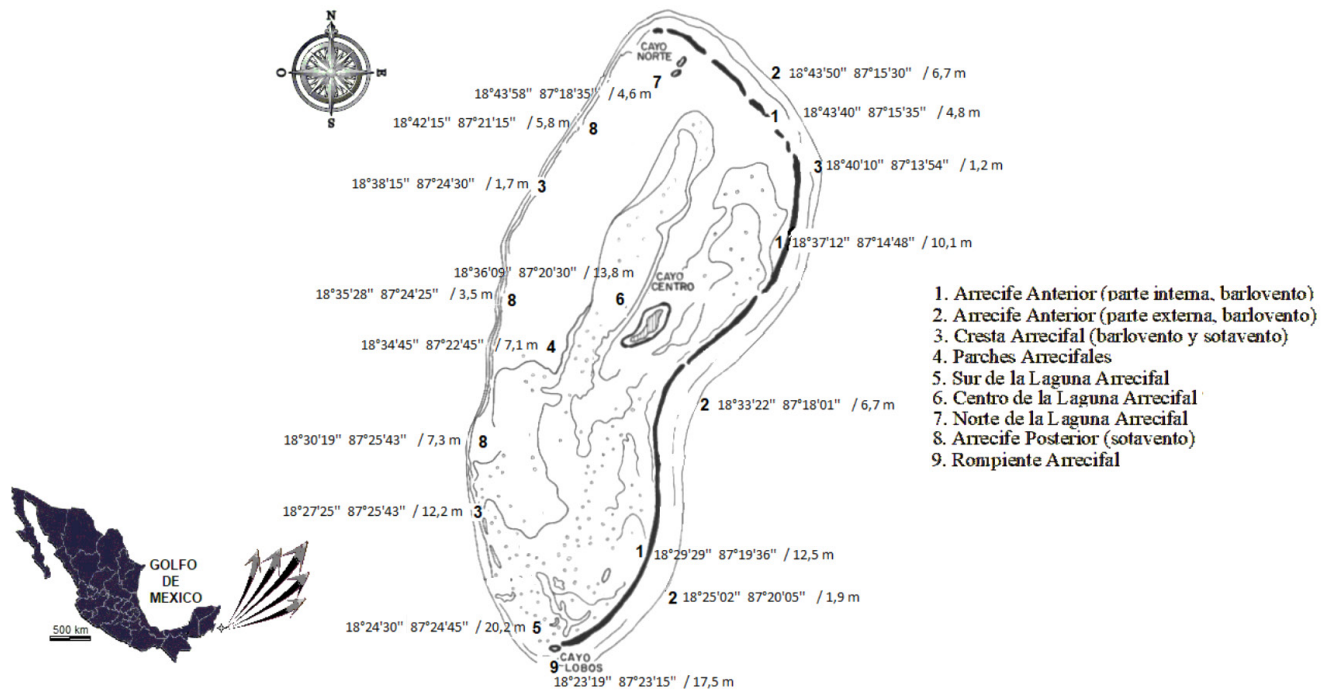 N
O
E
S
CAYO
NORTE
7
2 18°43'50" 87°15'30" / 6,7 m
18°43'58" 87°18'35" / 4,6 m
1 18°43'40" 87°15'35" / 4,8 m
18°42'15" 87°21'15" / 5,8 m 8
3 18°40'10" 87°13'54" / 1,2 m
18°38'15" 87°24'30" / 1,7 m 3
1 18°37'12" 87°14'48" / 10,1 m
18°36'09" 87°20'30" / 13,8 m
6
CAYO
CENTRO
18°35'28" 87°24'25" / 3,5 m 8
18°34'45" 87°22'45" / 7,1 m 4
2 18°33'22" 87°18'01" / 6,7 m
18°30'19" 87°25'43" / 7,3 m 8
18°27'25" 87°25'43" / 12,2 m 3
1 18°29'29" 87°19'36" / 12,5 m
2 18°25'02" 87°20'05" / 1,9 m
18°24'30" 87°24'45" / 20,2 m 5
9 CAYO
LOBOS
18°23'19" 87°23'15" / 17,5 m
1. Arrecife Anterior (parte interna, barlovento)
2. Arrecife Anterior (parte externa, barlovento)
3. Cresta Arrecifal (barlovento y sotavento)
4. Parches Arrecifales
5. Sur de la Laguna Arrecifal
6. Centro de la Laguna Arrecifal
7. Norte de la Laguna Arrecifal
8. Arrecife Posterior (sotavento)
9. Rompiente Arrecifal
GOLFO
DE
MEXICO
500 km